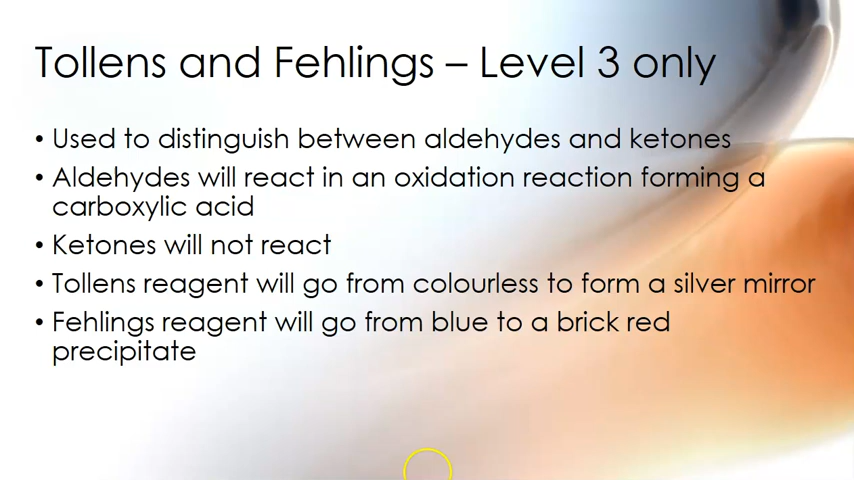 Tollens and Fehlings – Level 3 only
• Used to distinguish between aldehydes and ketones
• Aldehydes will react in an oxidation reaction forming a
carboxylic acid
• Ketones will not react
• Tollens reagent will go from colourless to form a silver mirror
• Fehlings reagent will go from blue to a brick red
precipitate